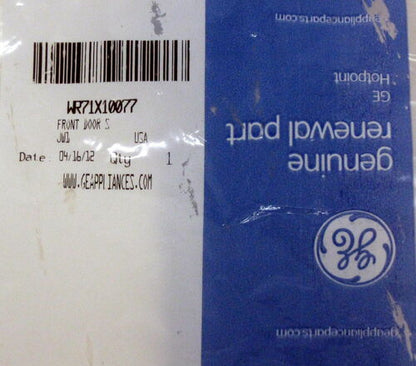 WR71X10077
FRONT DOOR S
JW1 USA
Date: 04/16/12 Qty 1
WWW.GEAPPLIANCES.COM
geapplianceparts.com
GE
genuine
renewal part
GE
Hotpoint
geapplianceparts.com